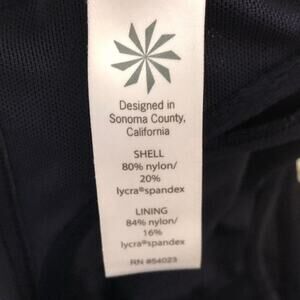 Designed in
Sonoma County,
California
SHELL
80% nylon/
20%
lycra®spandex
LINING
84% nylon/
16%
lycra®spandex
RN #54023